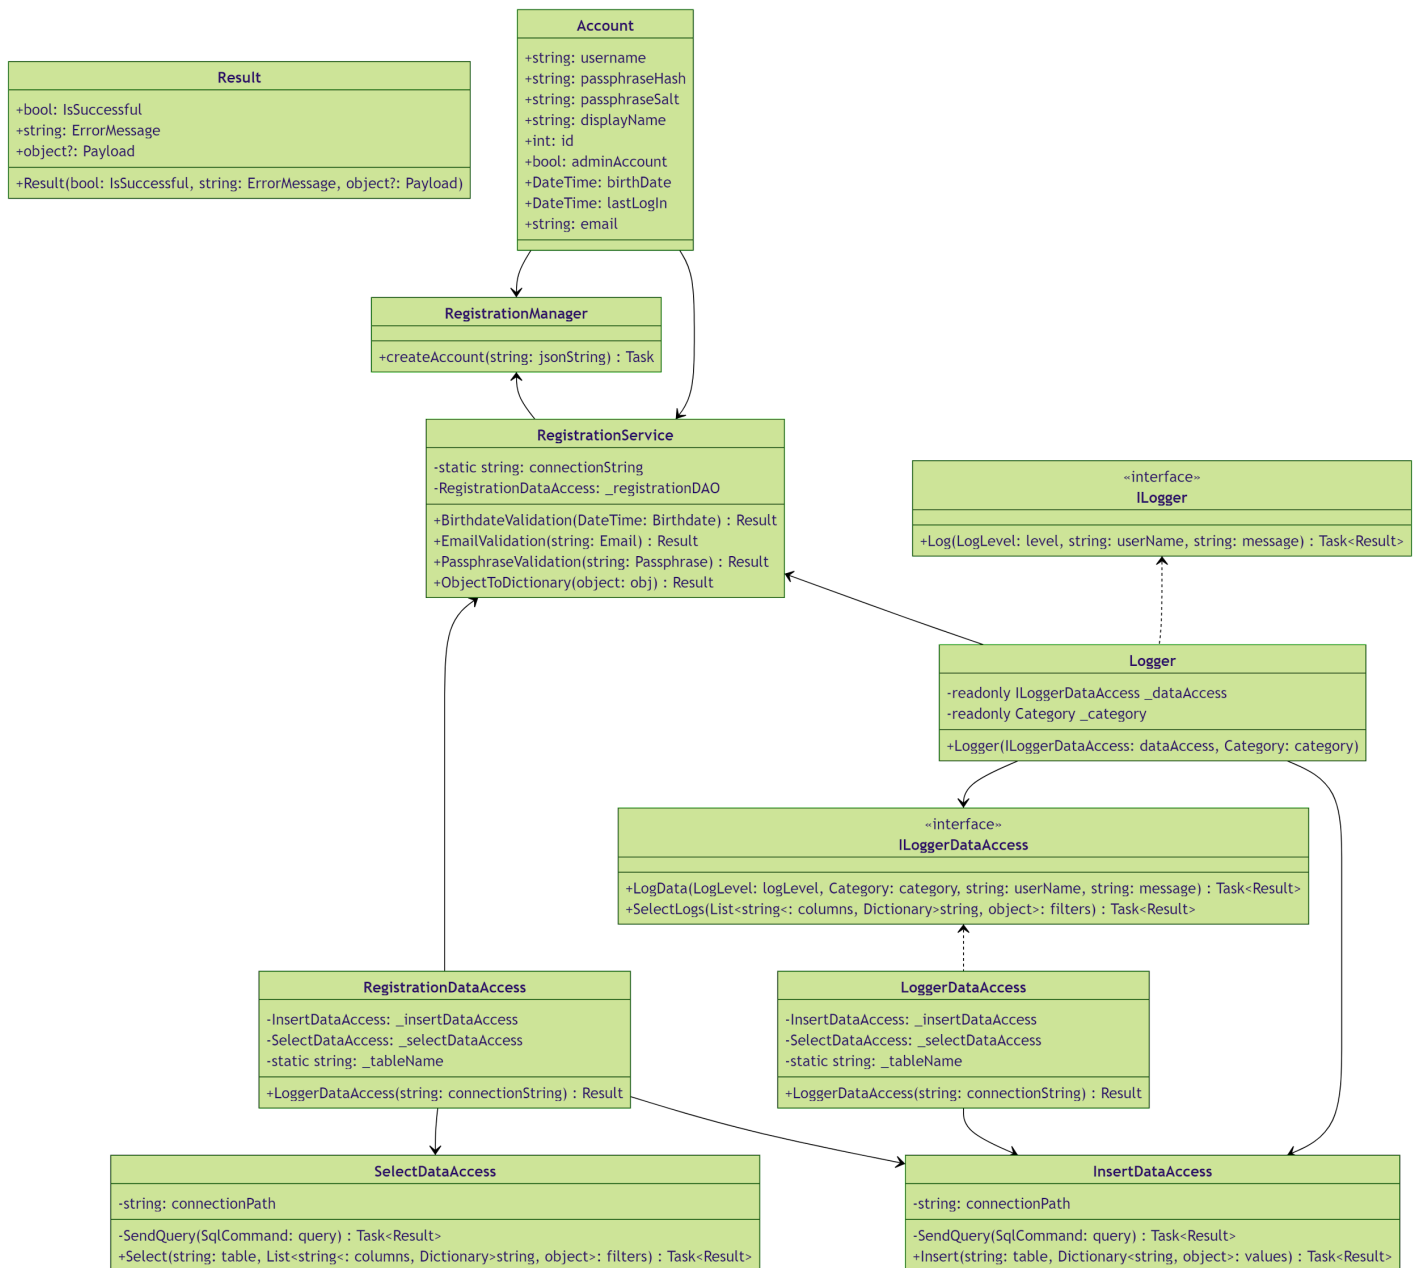 Account
+string: username
+string: passphraseHash
+string: passphraseSalt
+string: displayName
+int: id
+bool: adminAccount
+DateTime: birthDate
+DateTime: lastLogIn
+string: email
Result
+bool: IsSuccessful
+string: ErrorMessage
+object?: Payload
+Result(bool: IsSuccessful, string: ErrorMessage, object?: Payload)
RegistrationManager
+createAccount(string: jsonString) : Task
RegistrationService
-static string: connectionString
-RegistrationDataAccess: _registrationDAO
+BirthdateValidation(DateTime: Birthdate) : Result
+EmailValidation(string: Email) : Result
+PassphraseValidation(string: Passphrase) : Result
+ObjectToDictionary(object: obj) : Result
«interface»
ILogger
+Log(LogLevel: level, string: userName, string: message) : Task<Result>
Logger
-readonly ILoggerDataAccess _dataAccess
-readonly Category _category
+Logger(ILoggerDataAccess: dataAccess, Category: category)
«interface»
ILoggerDataAccess
+LogData(LogLevel: logLevel, Category: category, string: userName, string: message) : Task<Result>
+SelectLogs(List<string<: columns, Dictionary>string, object>: filters) : Task<Result>
RegistrationDataAccess
-InsertDataAccess: _insertDataAccess
-SelectDataAccess: _selectDataAccess
-static string: _tableName
+LoggerDataAccess(string: connectionString) : Result
LoggerDataAccess
-InsertDataAccess: _insertDataAccess
-SelectDataAccess: _selectDataAccess
-static string: _tableName
+LoggerDataAccess(string: connectionString) : Result
SelectDataAccess
-string: connectionPath
-SendQuery(SqlCommand: query) : Task<Result>
+Select(string: table, List<string<: columns, Dictionary>string, object>: filters) : Task<Result>
InsertDataAccess
-string: connectionPath
-SendQuery(SqlCommand: query) : Task<Result>
+Insert(string: table, Dictionary<string, object>: values) : Task<Result>